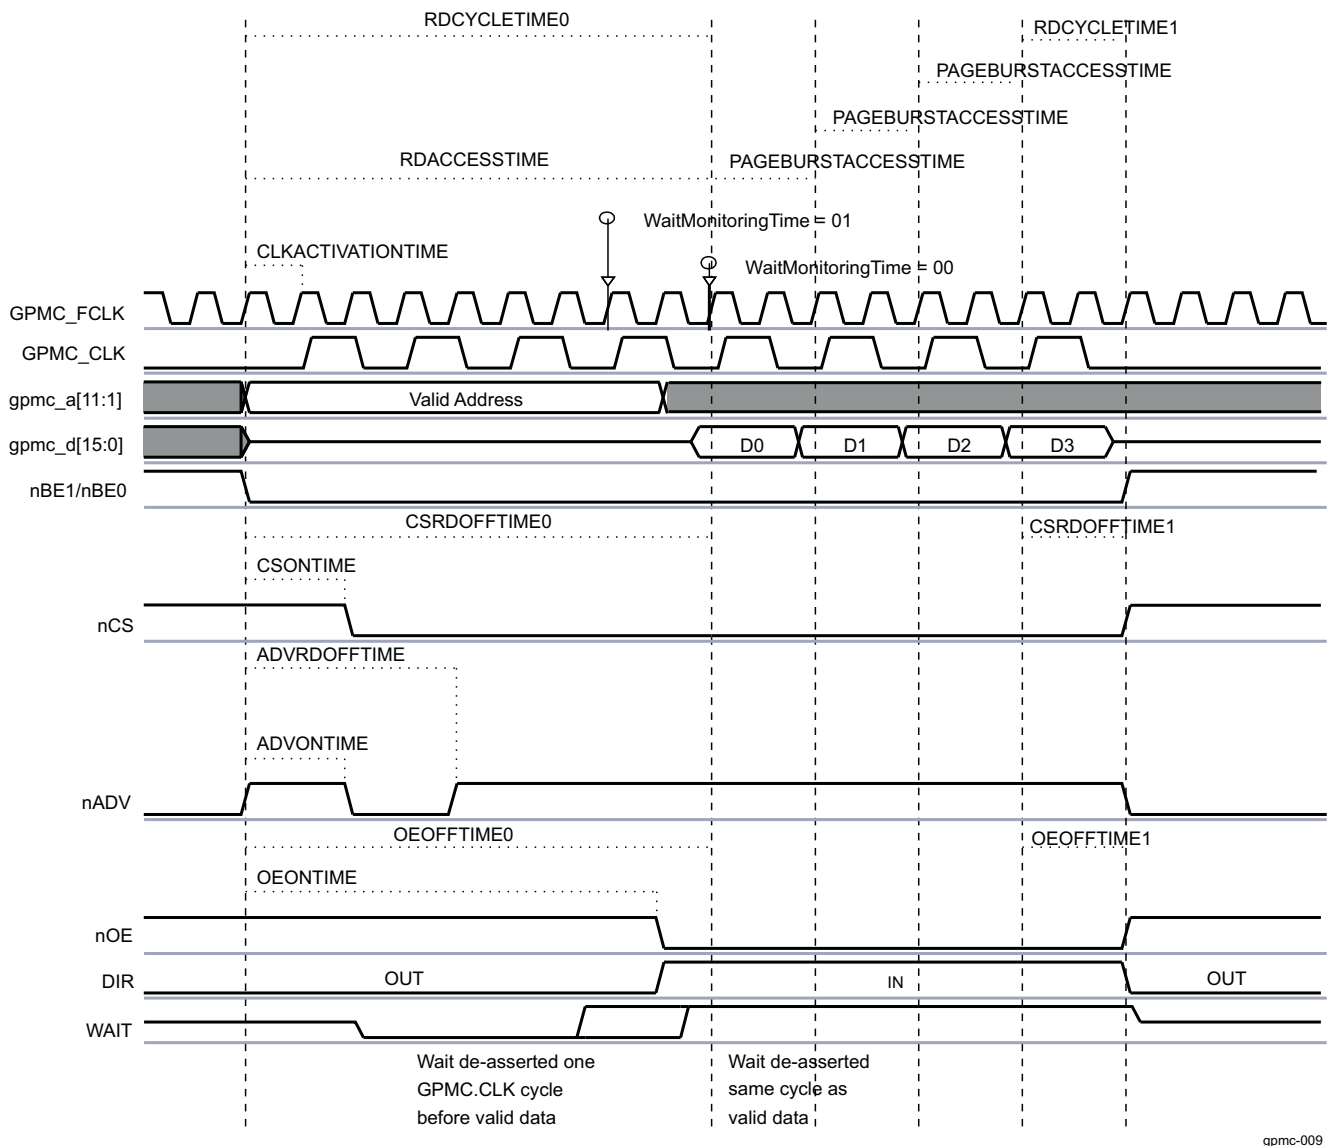 RDCYCLETIME0
RDCYCLETIME1
PAGEBURSTACCESSTIME
PAGEBURSTACCESSTIME
RDACCESSTIME
PAGEBURSTACCESSTIME
WaitMonitoringTime = 01
CLKACTIVATIONTIME
WaitMonitoringTime = 00
GPMC_FCLK
GPMC_CLK
gpmc_a[11:1]
Valid Address
gpmc_d[15:0]
D0
D1
D2
D3
nBE1/nBE0
CSRDOFFTIME0
CSRDOFFTIME1
CSONTIME
nCS
ADVRDOFFTIME
ADVONTIME
nADV
OEOFFTIME0
OEOFFTIME1
OEONTIME
nOE
DIR
OUT
IN
OUT
WAIT
Wait de-asserted one
GPMC.CLK cycle
before valid data
Wait de-asserted
same cycle as
valid data
gpmc-009